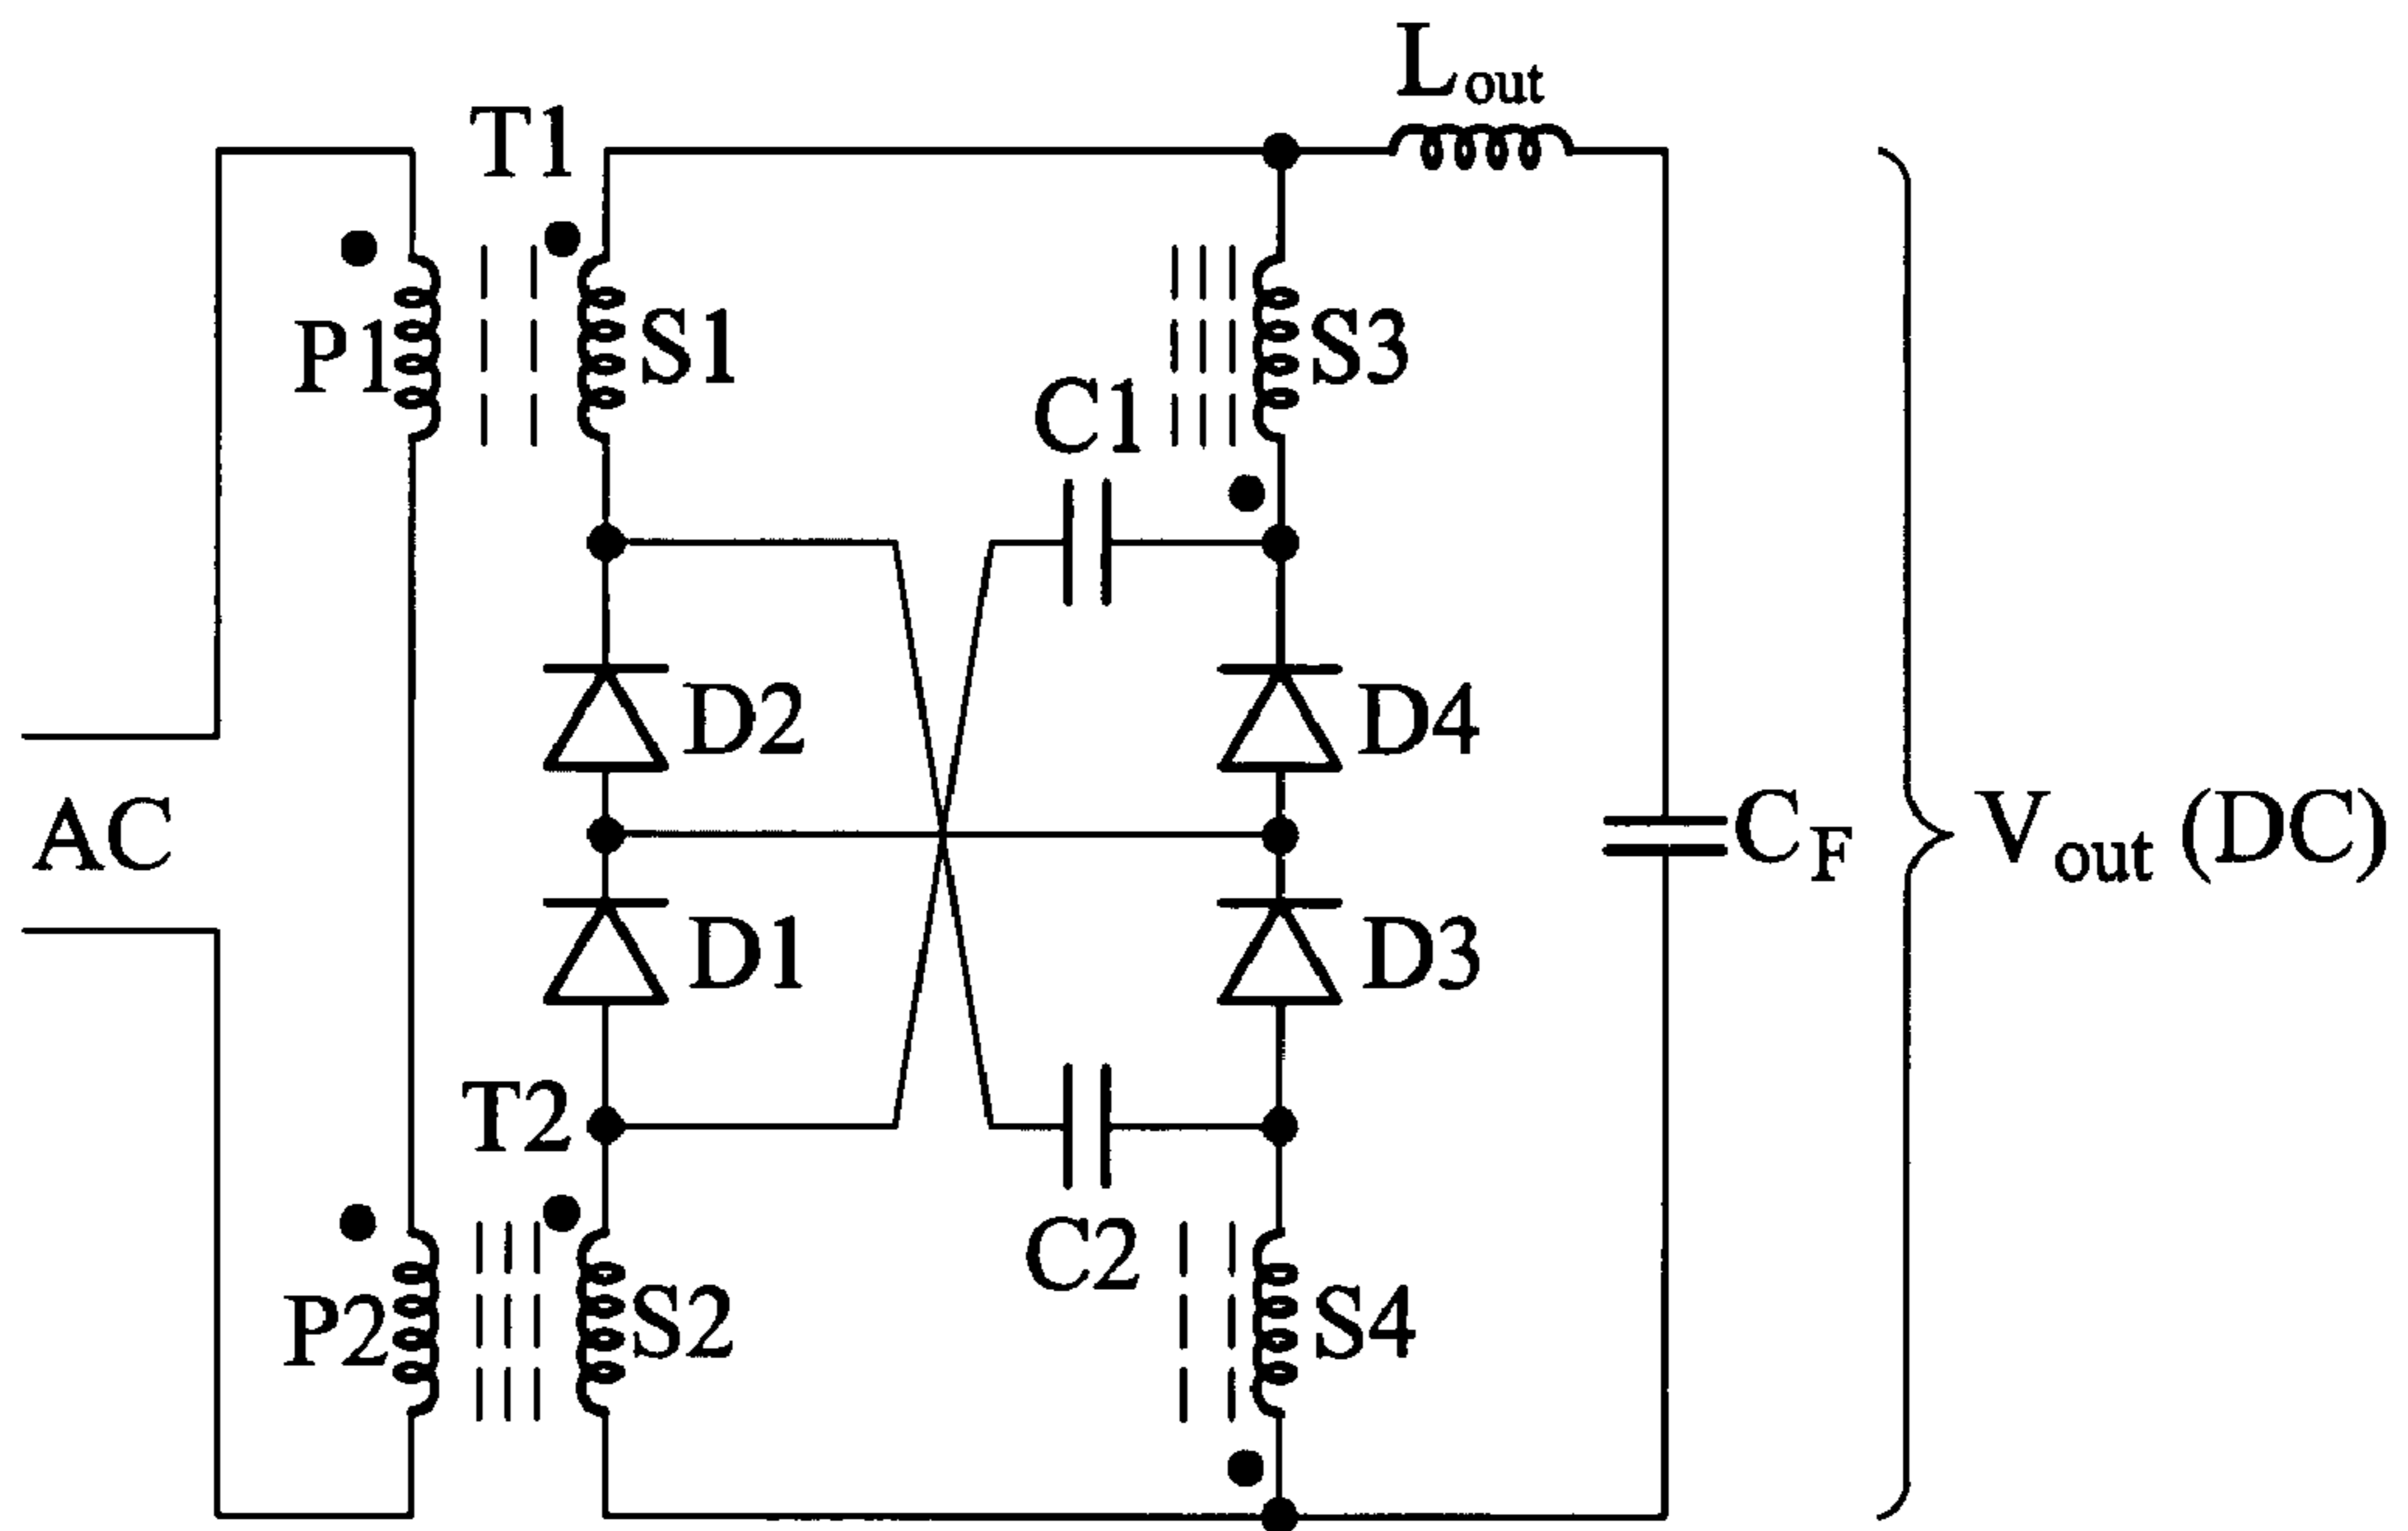 L_out
T1
P1
S1
S3
C1
D2
D4
AC
C_F
V_out (DC)
D1
D3
T2
C2
P2
S2
S4